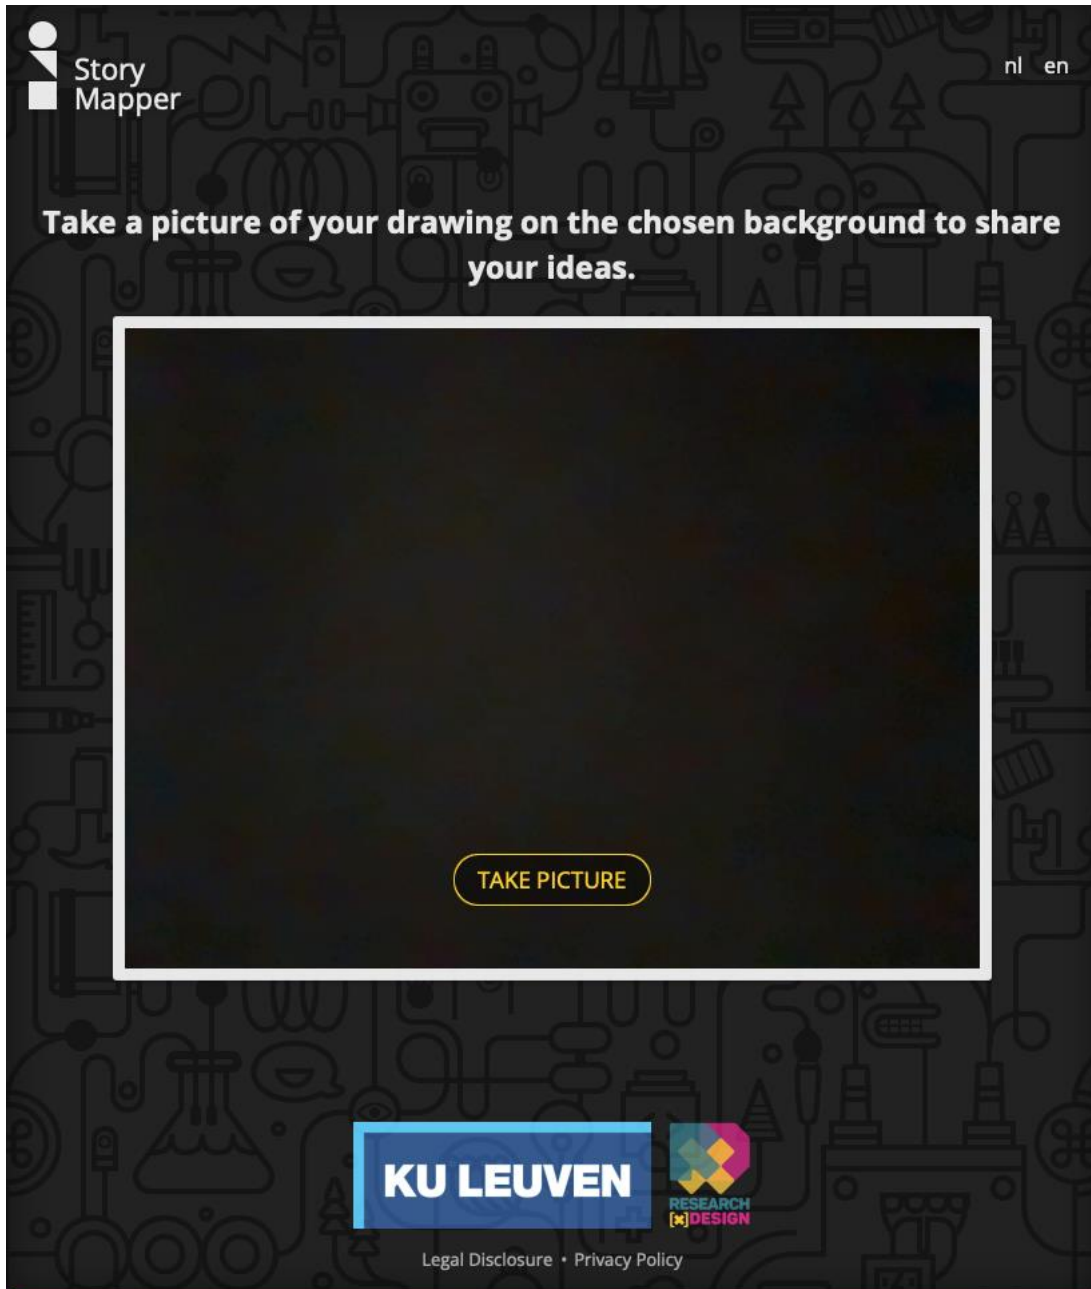 Story
Mapper
nl en
Take a picture of your drawing on the chosen background to share
your ideas.
TAKE PICTURE
KU LEUVEN
RESEARCH
[x]DESIGN
Legal Disclosure • Privacy Policy